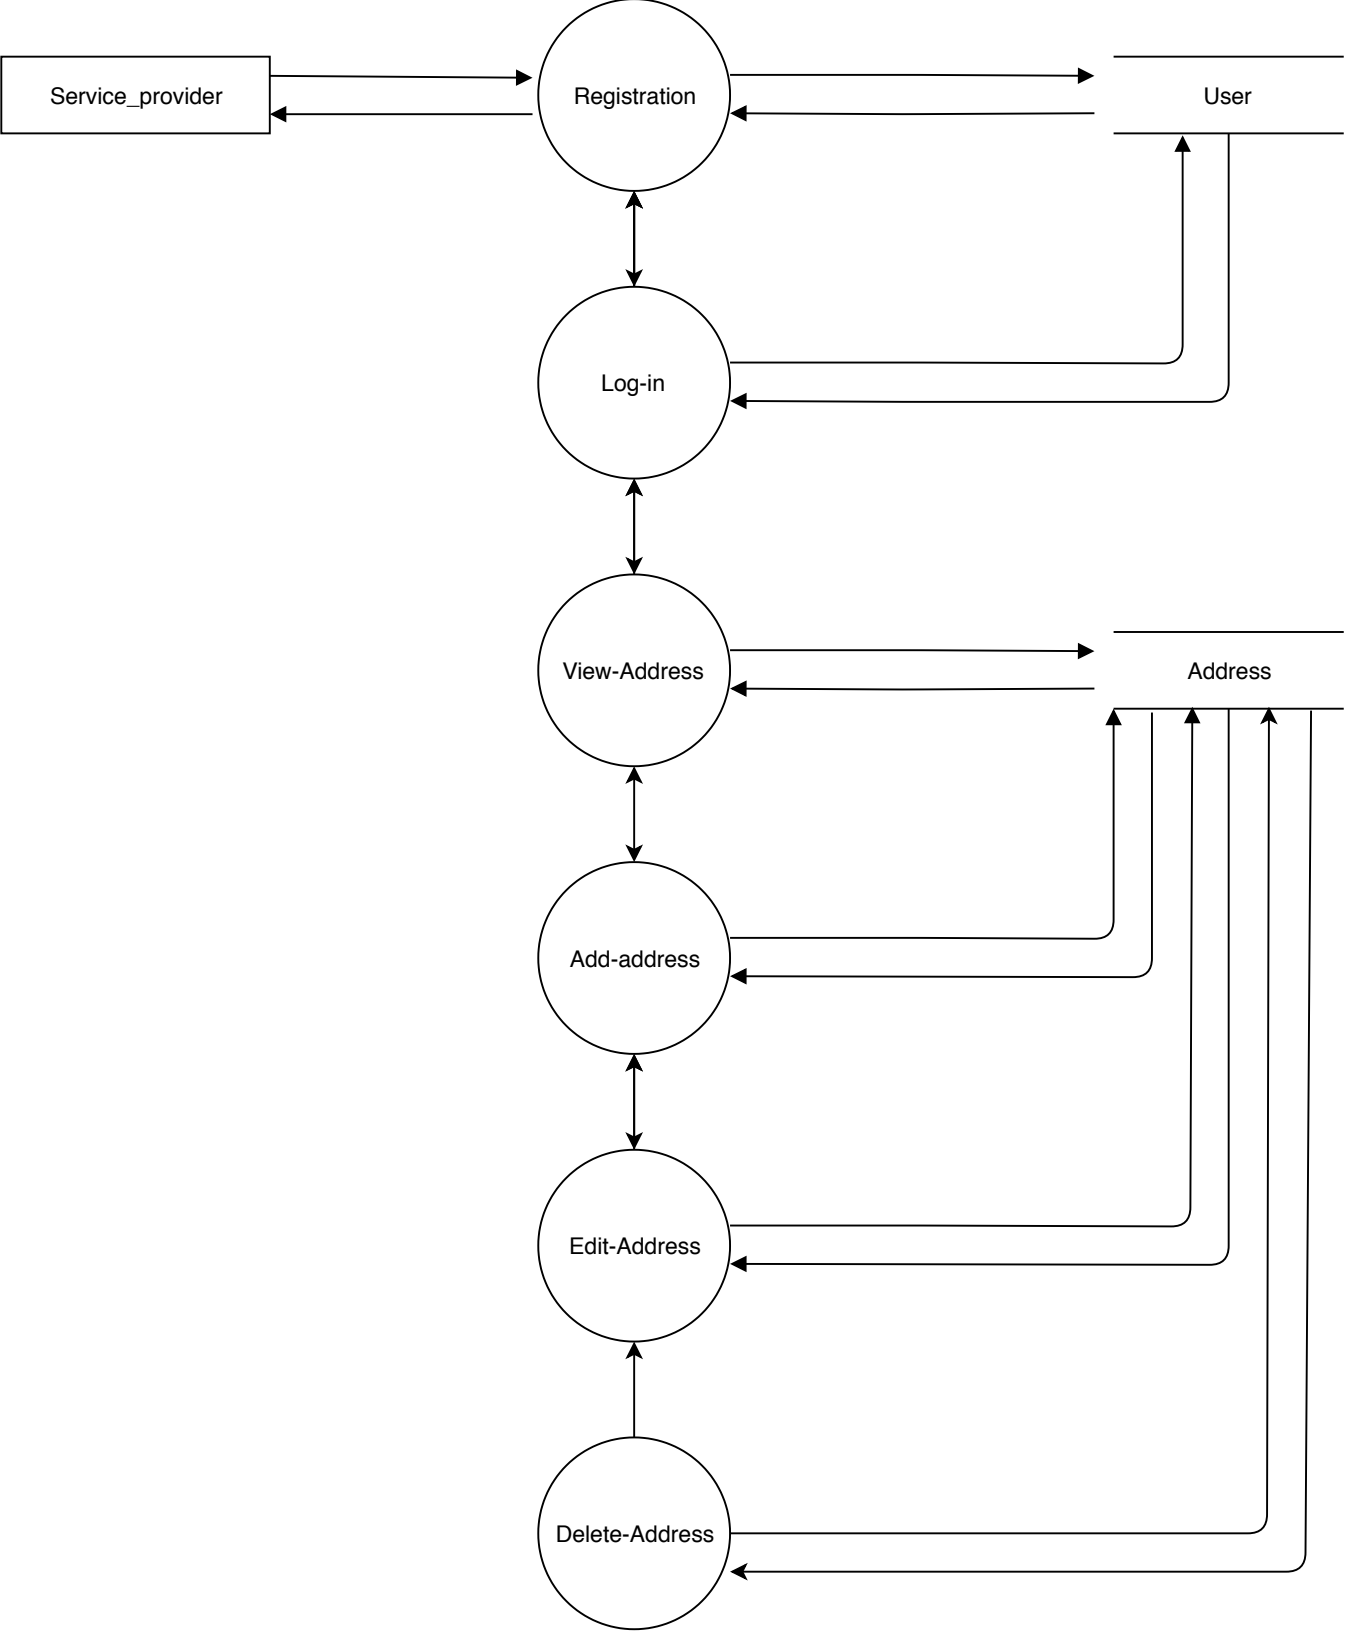 Service_provider
Registration
User
Log-in
View-Address
Address
Add-address
Edit-Address
Delete-Address